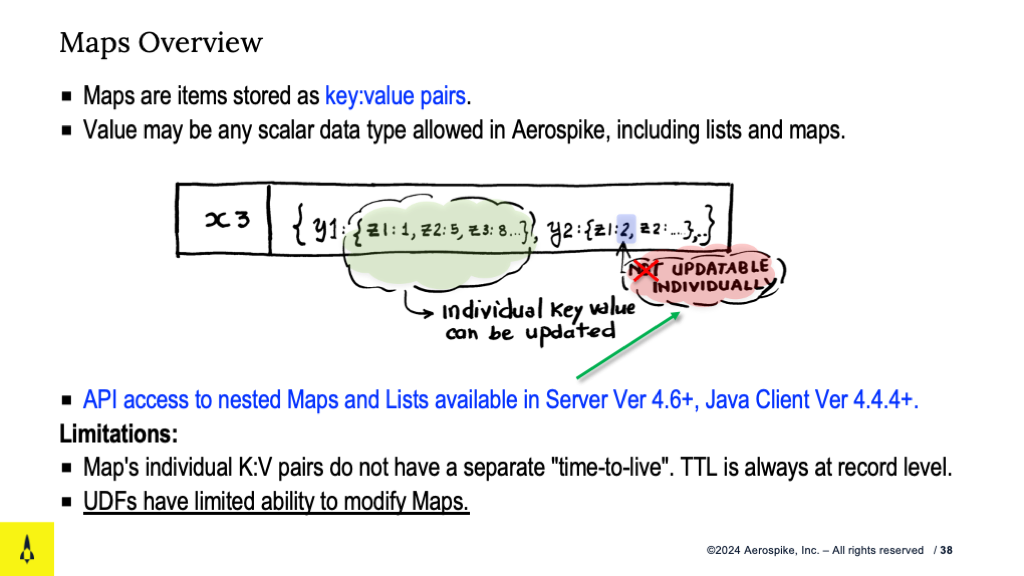 Maps Overview
▪ Maps are items stored as key:value pairs.
▪ Value may be any scalar data type allowed in Aerospike, including lists and maps.
x3 { y1:{z1:1, z2:5, z3:8...}, y2:{z1:2, z2:...},..}
NOT UPDATABLE
INDIVIDUALLY
Individual key value
can be updated
▪ API access to nested Maps and Lists available in Server Ver 4.6+, Java Client Ver 4.4.4+.
Limitations:
▪ Map's individual K:V pairs do not have a separate "time-to-live". TTL is always at record level.
▪ UDFs have limited ability to modify Maps.
©2024 Aerospike, Inc. – All rights reserved / 38